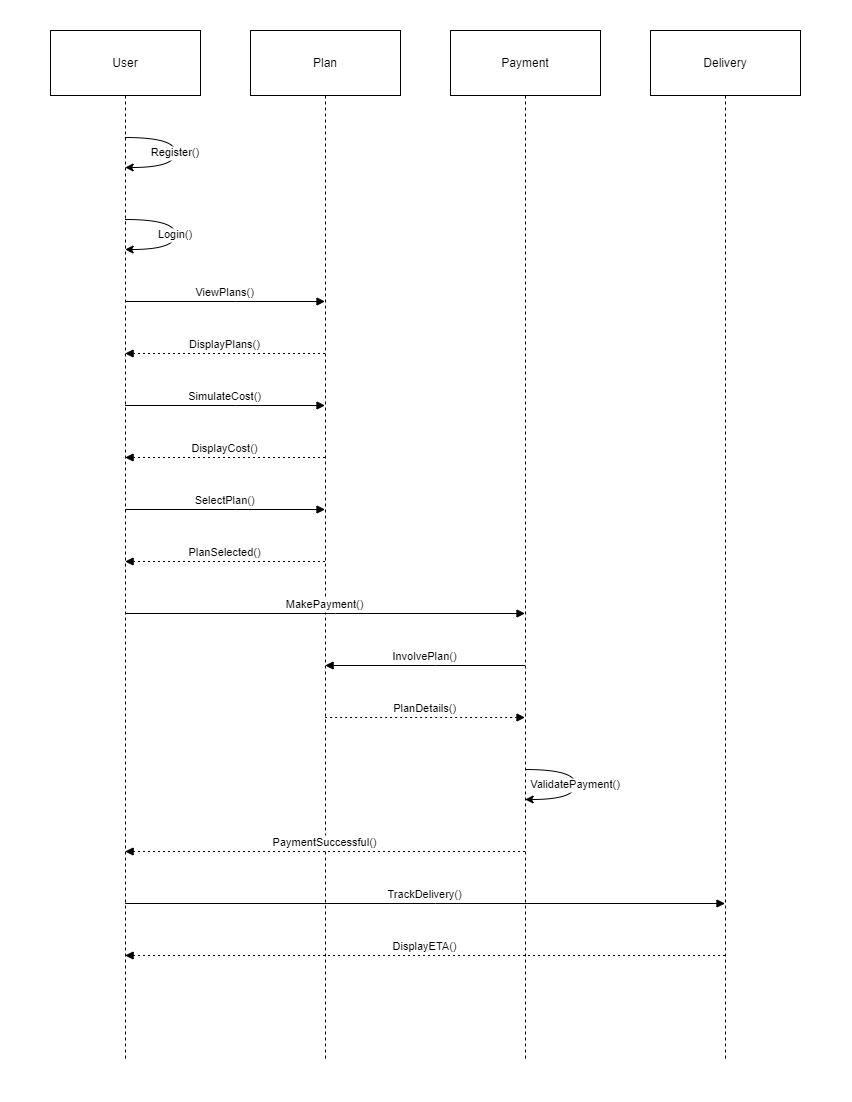 User
Plan
Payment
Delivery
Register()
Login()
ViewPlans()
DisplayPlans()
SimulateCost()
DisplayCost()
SelectPlan()
PlanSelected()
MakePayment()
InvolvePlan()
PlanDetails()
ValidatePayment()
PaymentSuccessful()
TrackDelivery()
DisplayETA()